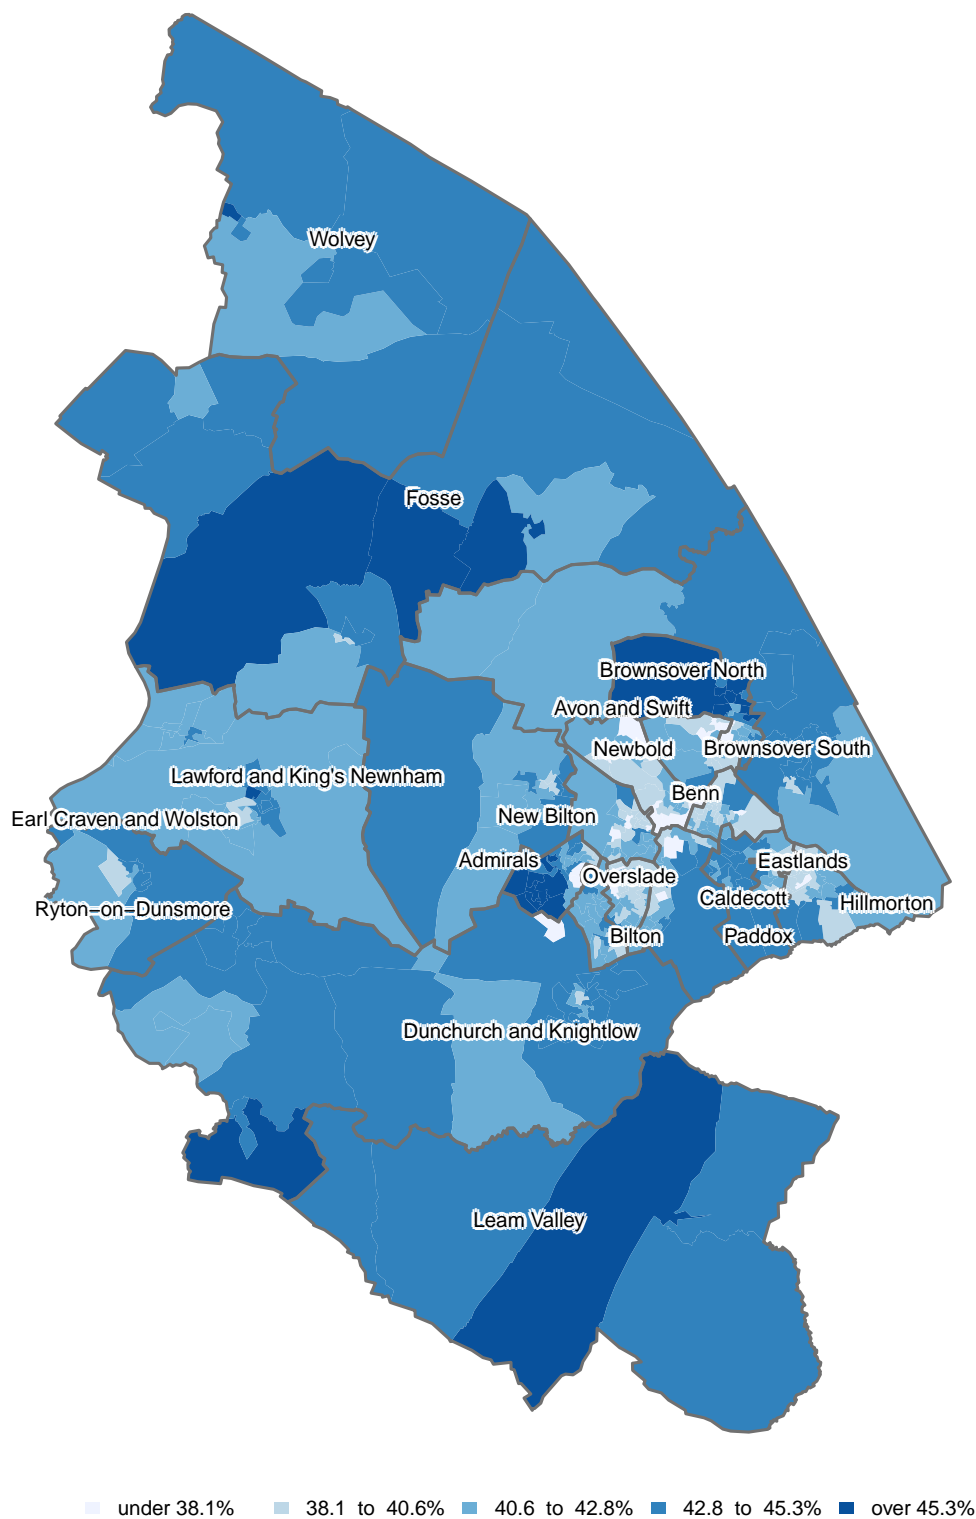 Wolvey
Fosse
Brownsover North
Avon and Swift
Newbold
Brownsover South
Lawford and King's Newnham
Benn
Earl Craven and Wolston
New Bilton
Admirals
Eastlands
Overslade
Caldecott
Hillmorton
Ryton−on−Dunsmore
Bilton
Paddox
Dunchurch and Knightlow
Leam Valley
under 38.1% 38.1 to 40.6% 40.6 to 42.8% 42.8 to 45.3% over 45.3%